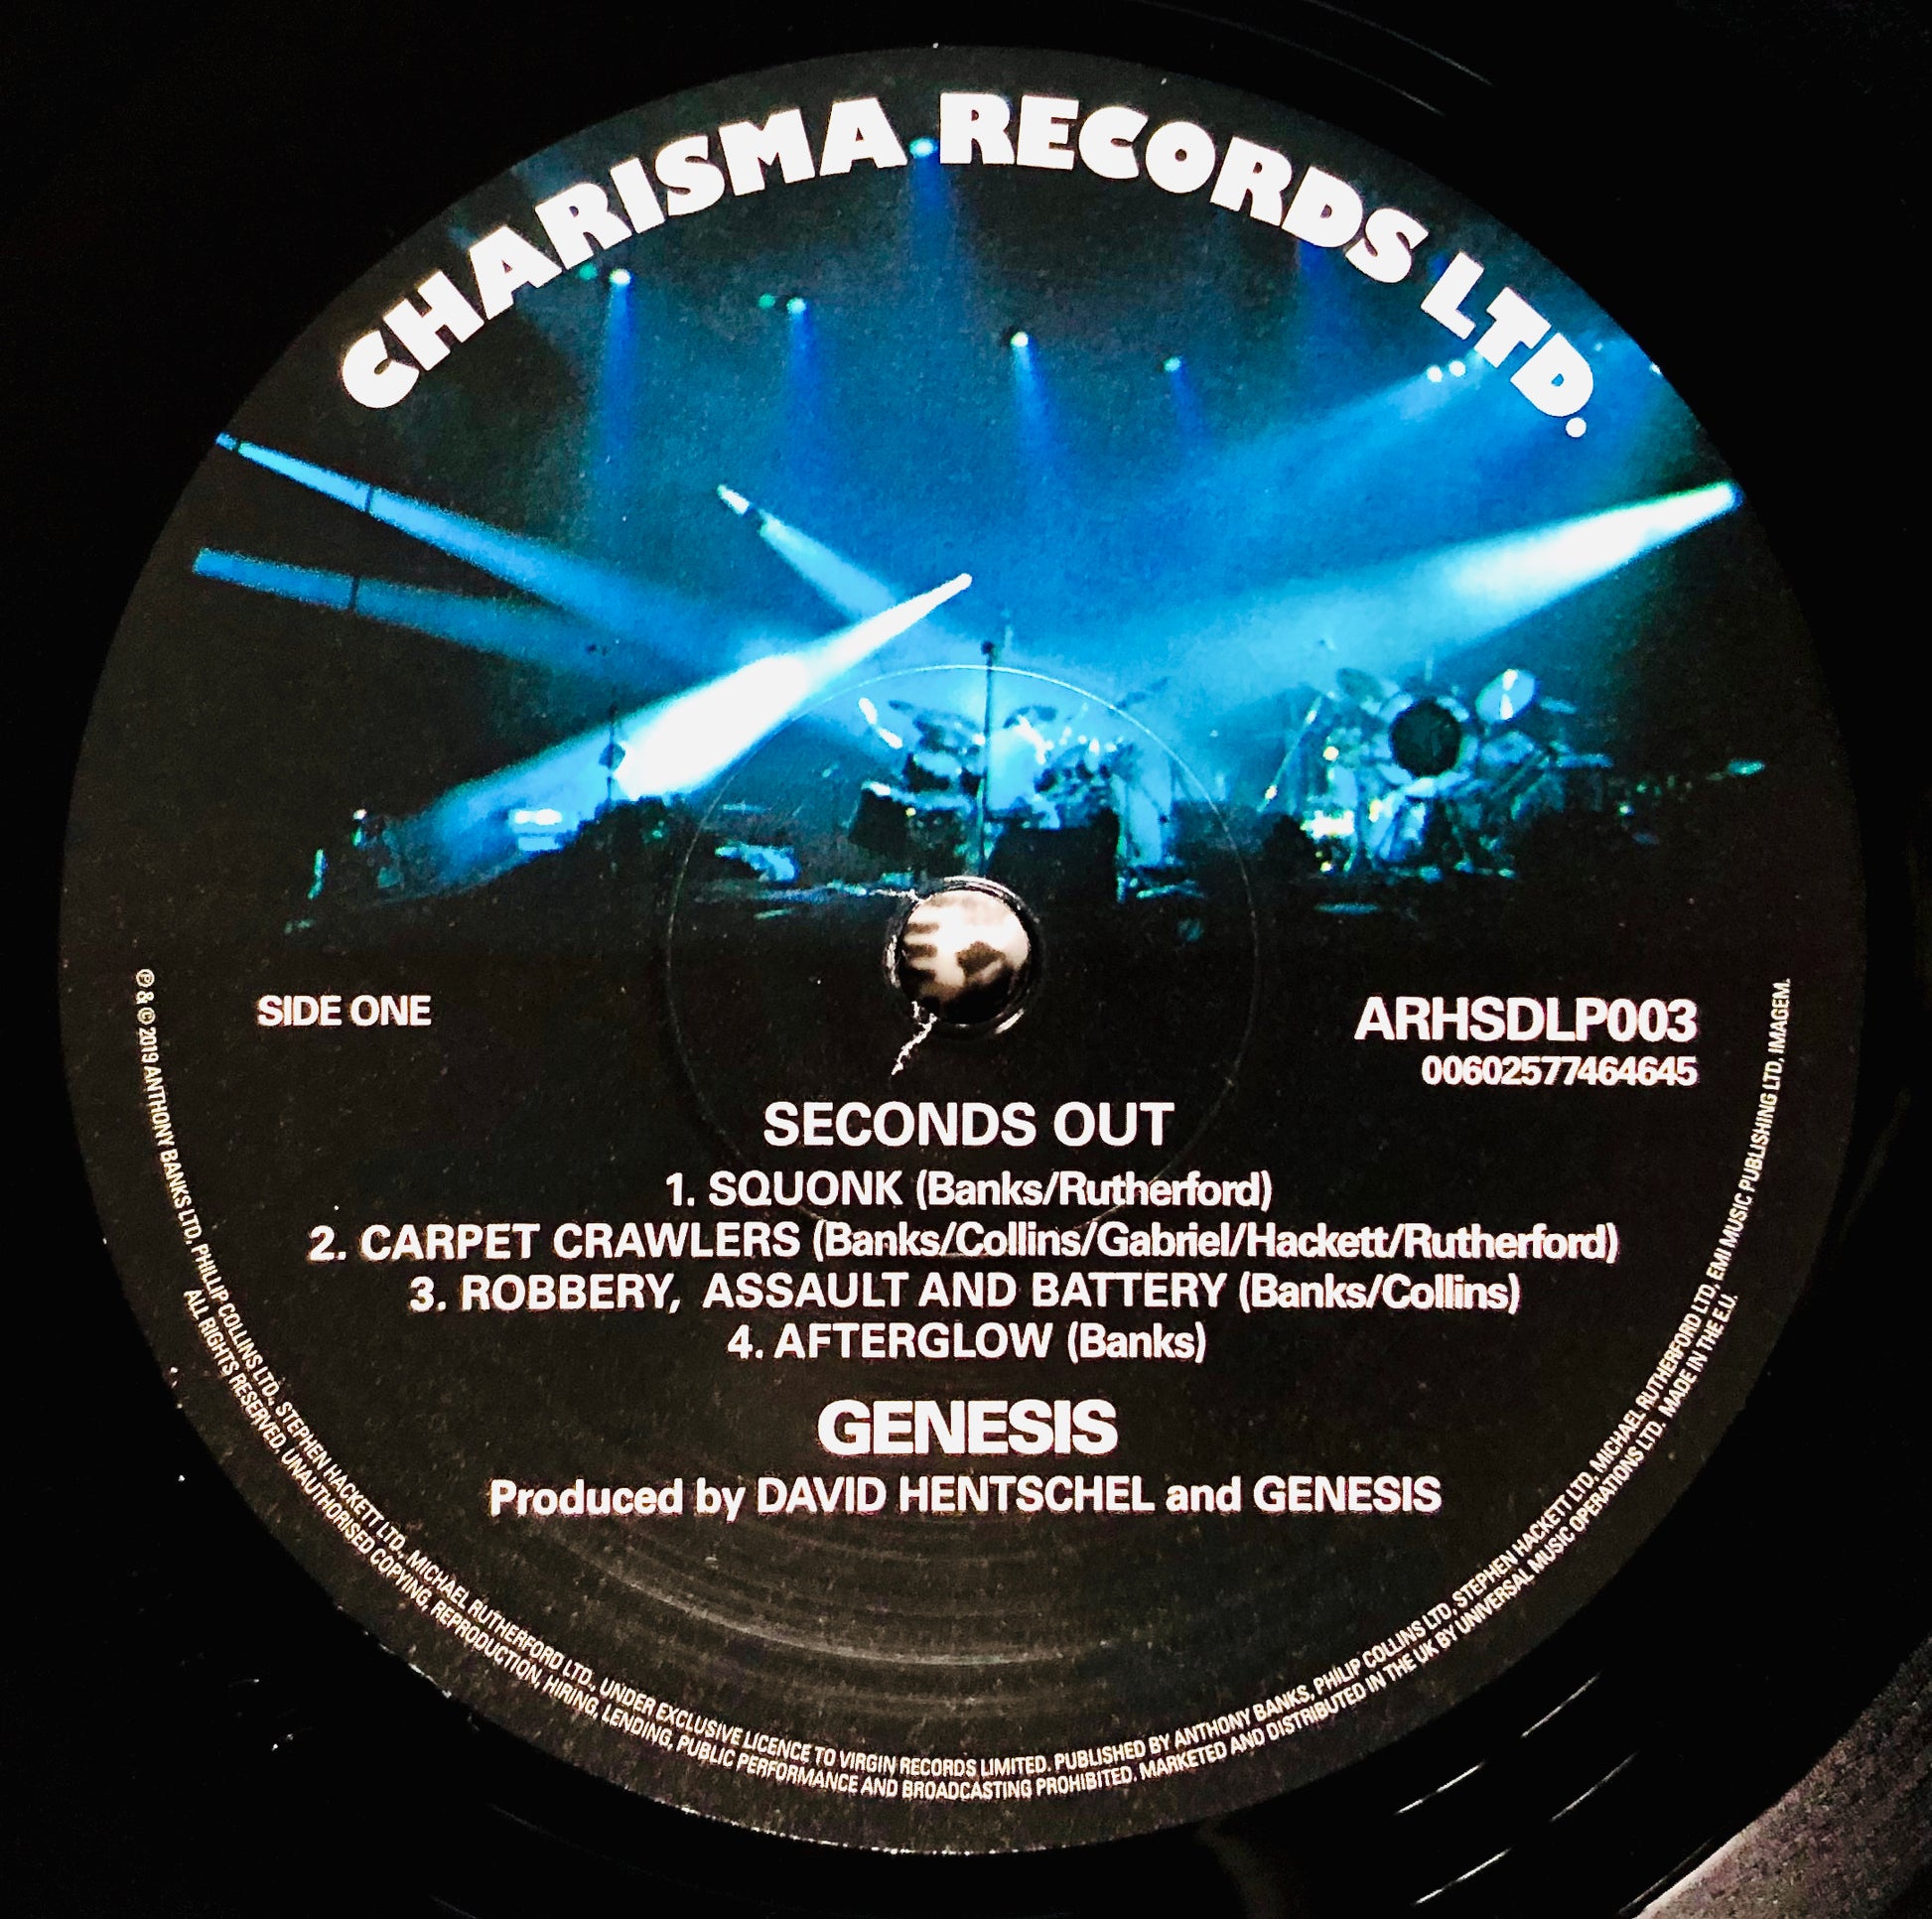 CHARISMA RECORDS LTD.
SIDE ONE
ARHSDLP003
00602577464645
SECONDS OUT
1. SQUONK (Banks/Rutherford)
2. CARPET CRAWLERS (Banks/Collins/Gabriel/Hackett/Rutherford)
3. ROBBERY, ASSAULT AND BATTERY (Banks/Collins)
4. AFTERGLOW (Banks)
GENESIS
Produced by DAVID HENTSCHEL and GENESIS
℗ & © 2019 ANTHONY BANKS LTD, PHILLIP COLLINS LTD., STEPHEN HACKETT LTD., MICHAEL RUTHERFORD LTD., UNDER EXCLUSIVE LICENCE TO VIRGIN RECORDS LIMITED. PUBLISHED BY ANTHONY BANKS, PHILIP COLLINS LTD, STEPHEN HACKETT LTD, MICHAEL RUTHERFORD LTD, EMI MUSIC PUBLISHING LTD, IMAGEM.
ALL RIGHTS RESERVED. UNAUTHORISED COPYING, REPRODUCTION, HIRING, LENDING, PUBLIC PERFORMANCE AND BROADCASTING PROHIBITED. MARKETED AND DISTRIBUTED IN THE UK BY UNIVERSAL MUSIC OPERATIONS LTD. MADE IN THE E.U.